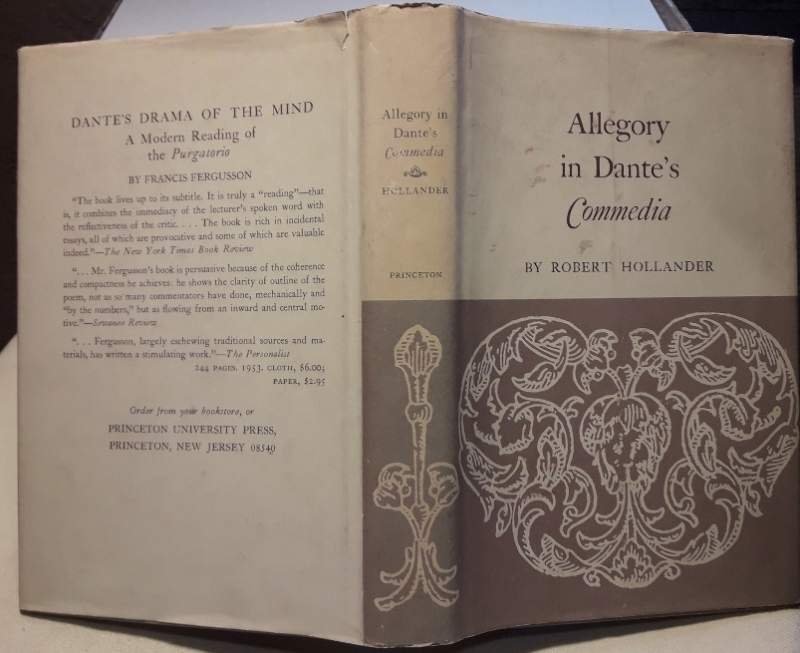 DANTE'S DRAMA OF THE MIND
A Modern Reading of
the Purgatorio
BY FRANCIS FERGUSSON
"The book lives up to its subtitle. It is truly a "reading"—that
is, it combines the immediacy of the lecturer's spoken word with
the reflectiveness of the critic. . . . The book is rich in incidental
essays, all of which are provocative and some of which are valuable
indeed."—The New York Times Book Review
". . . Mr. Fergusson's book is persuasive because of the coherence
and compactness he achieves: he shows the clarity of outline of the
poem, not as so many commentators have done, mechanically and
"by the numbers," but as flowing from an inward and central mo-
tive."—Sewanee Review
". . . Fergusson, largely eschewing traditional sources and ma-
terials, has written a stimulating work."—The Personalist
244 PAGES. 1953. CLOTH, $6.00;
PAPER, $2.95
Order from your bookstore, or
PRINCETON UNIVERSITY PRESS,
PRINCETON, NEW JERSEY 08540
Allegory in
Dante's
Commedia
HOLLANDER
PRINCETON
Allegory
in Dante's
Commedia
BY ROBERT HOLLANDER